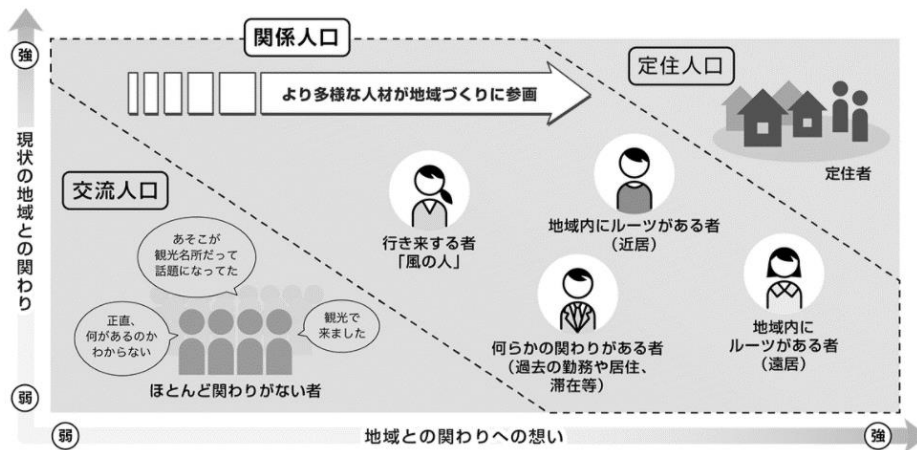 関係人口
強
定住人口
より多様な人材が地域づくりに参画
現状の地域との関わり
定住者
交流人口
あそこが
観光名所だって
話題になってた
行き来する者
「風の人」
地域内にルーツがある者
(近居)
正直、
何があるのか
わからない
観光で
来ました
ほとんど関わりがない者
何らかの関わりがある者
(過去の勤務や居住、
滞在等)
地域内に
ルーツがある者
(遠居)
弱
弱
地域との関わりへの想い
強